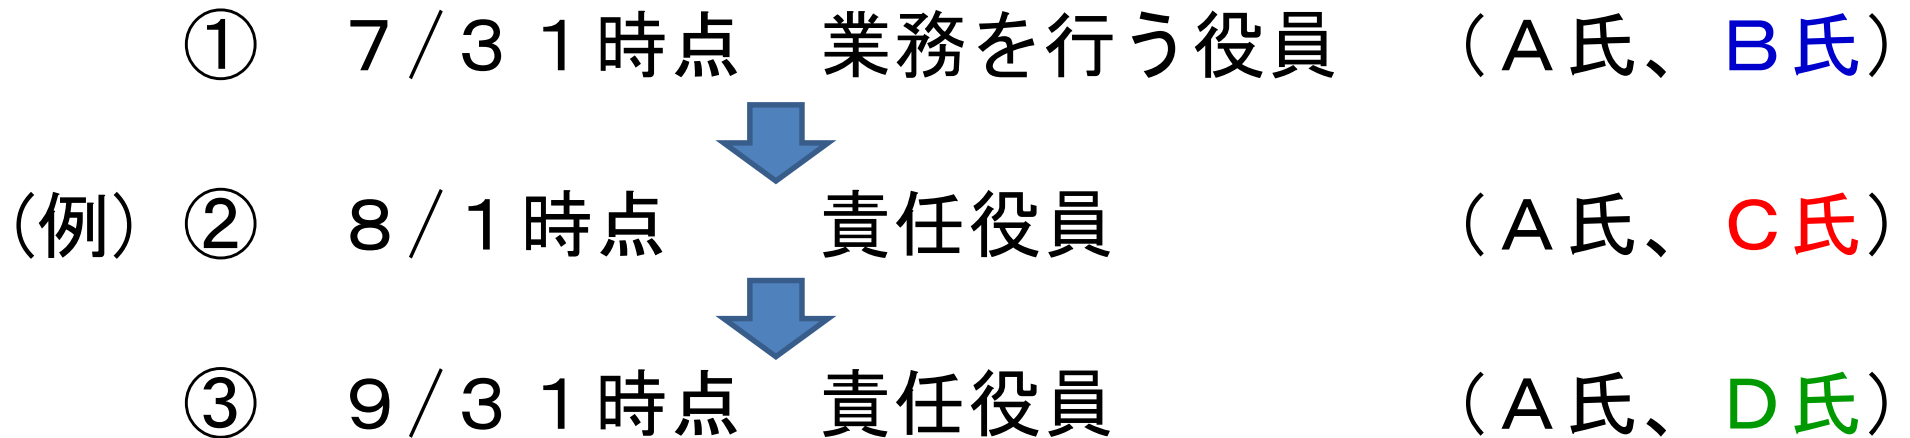 ①　７／３１時点　業務を行う役員　（Ａ氏、Ｂ氏）
（例）②　８／１時点　責任役員　（Ａ氏、Ｃ氏）
③　９／３１時点　責任役員　（Ａ氏、Ｄ氏）